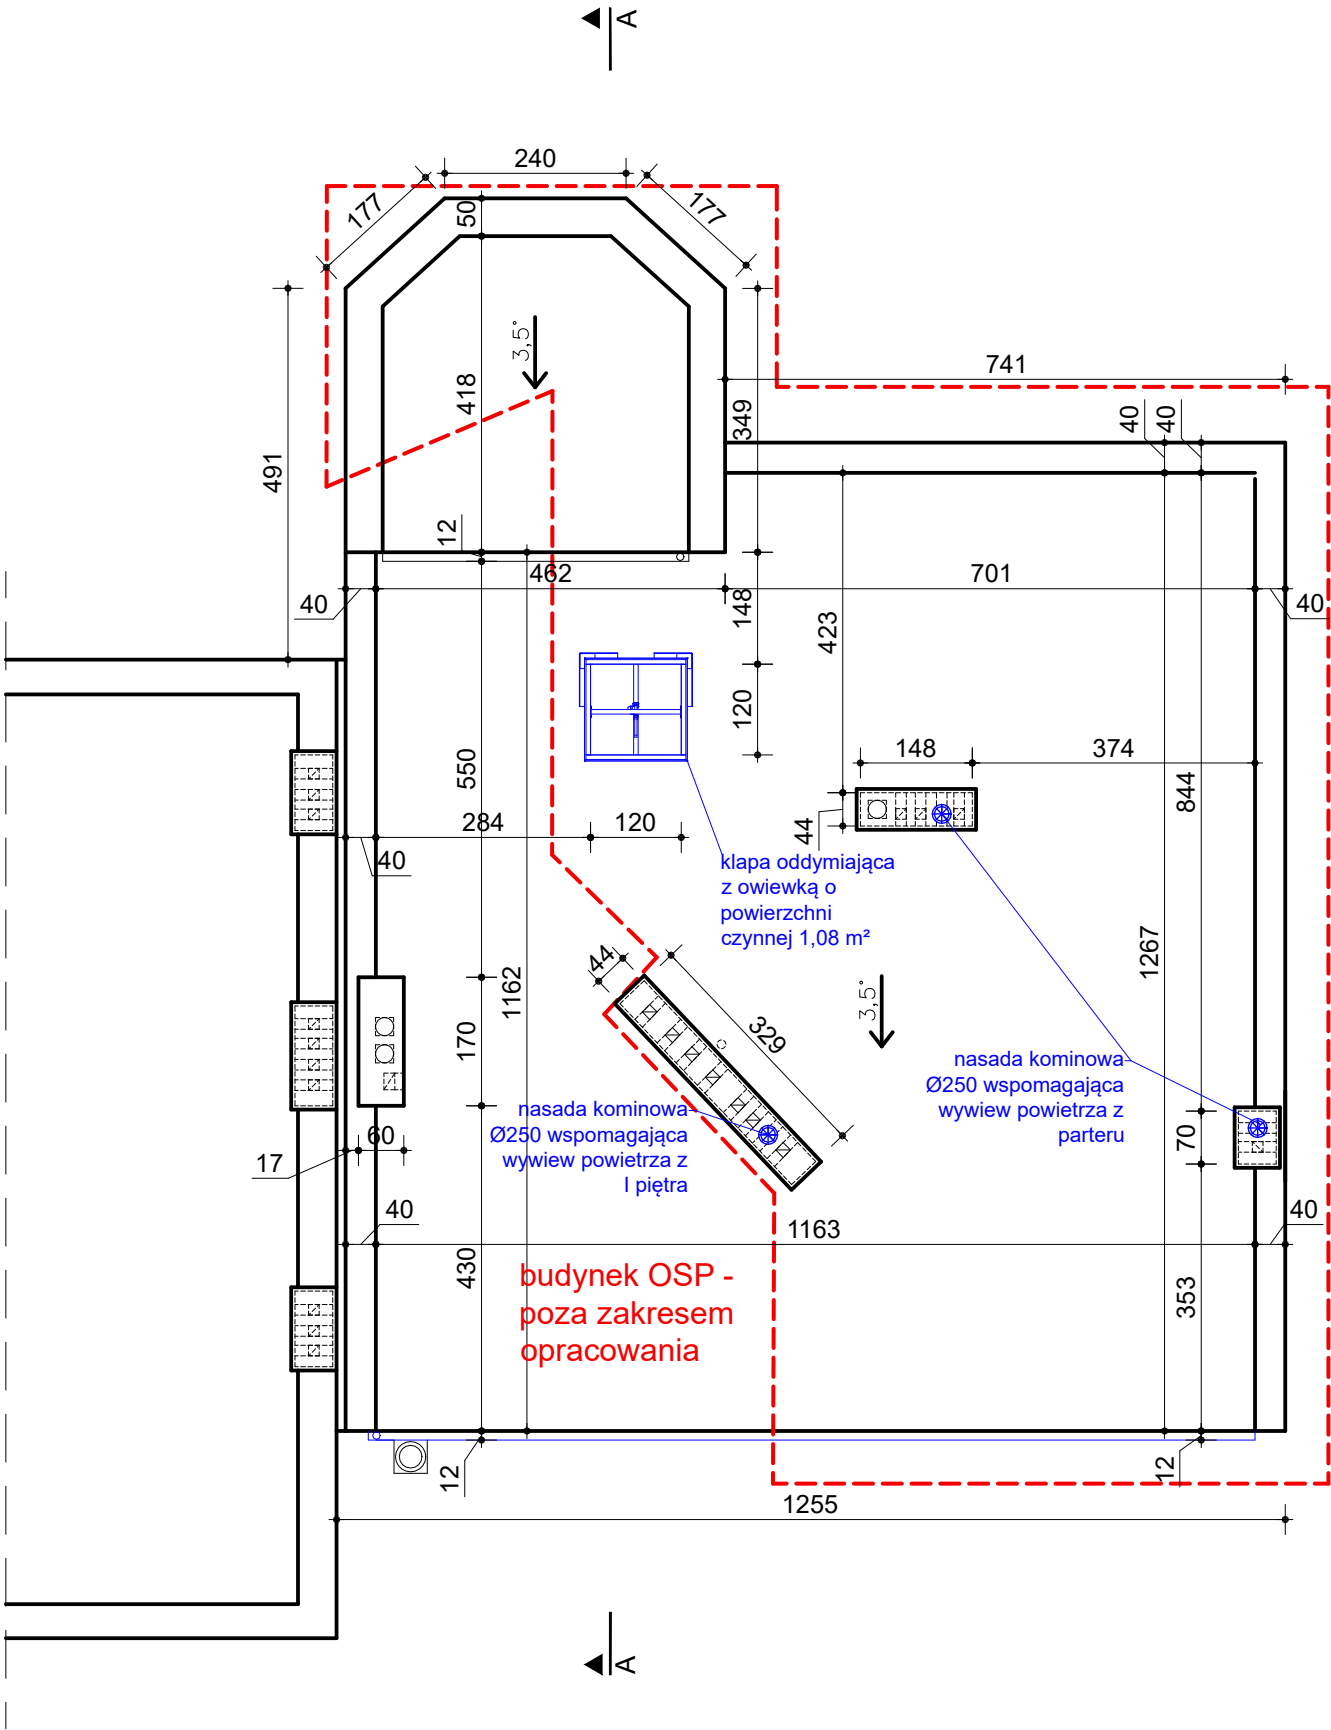 A
240
177
177
50
3,5°
418
349
741
40
40
491
12
462
701
40
40
148
423
120
550
148
374
844
284
120
44
40
klapa oddymiająca
z owiewką o
powierzchni
czynnej 1,08 m²
1267
44
1162
329
3,5°
170
nasada kominowa
Ø250 wspomagająca
wywiew powietrza z
parteru
nasada kominowa
Ø250 wspomagająca
wywiew powietrza z
I piętra
60
17
70
40
1163
40
430
353
budynek OSP -
poza zakresem
opracowania
12
12
1255
A